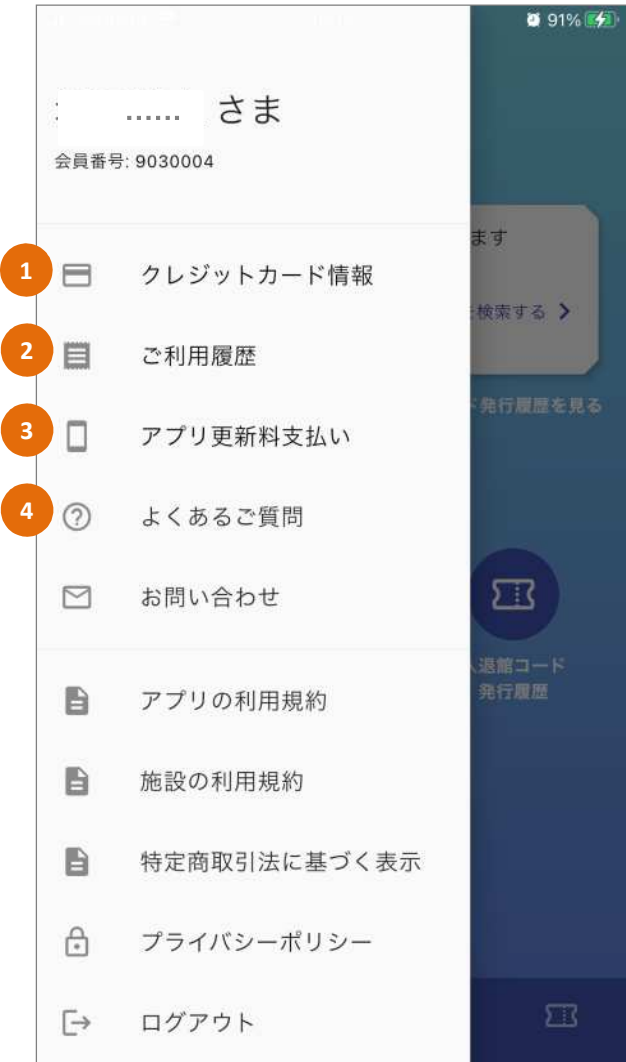 91%
さま
会員番号: 9030004
ます
1
クレジットカード情報
検索する
2
ご利用履歴
発行履歴を見る
3
アプリ更新料支払い
4
よくあるご質問
お問い合わせ
退館コード
発行履歴
アプリの利用規約
施設の利用規約
特定商取引法に基づく表示
プライバシーポリシー
ログアウト